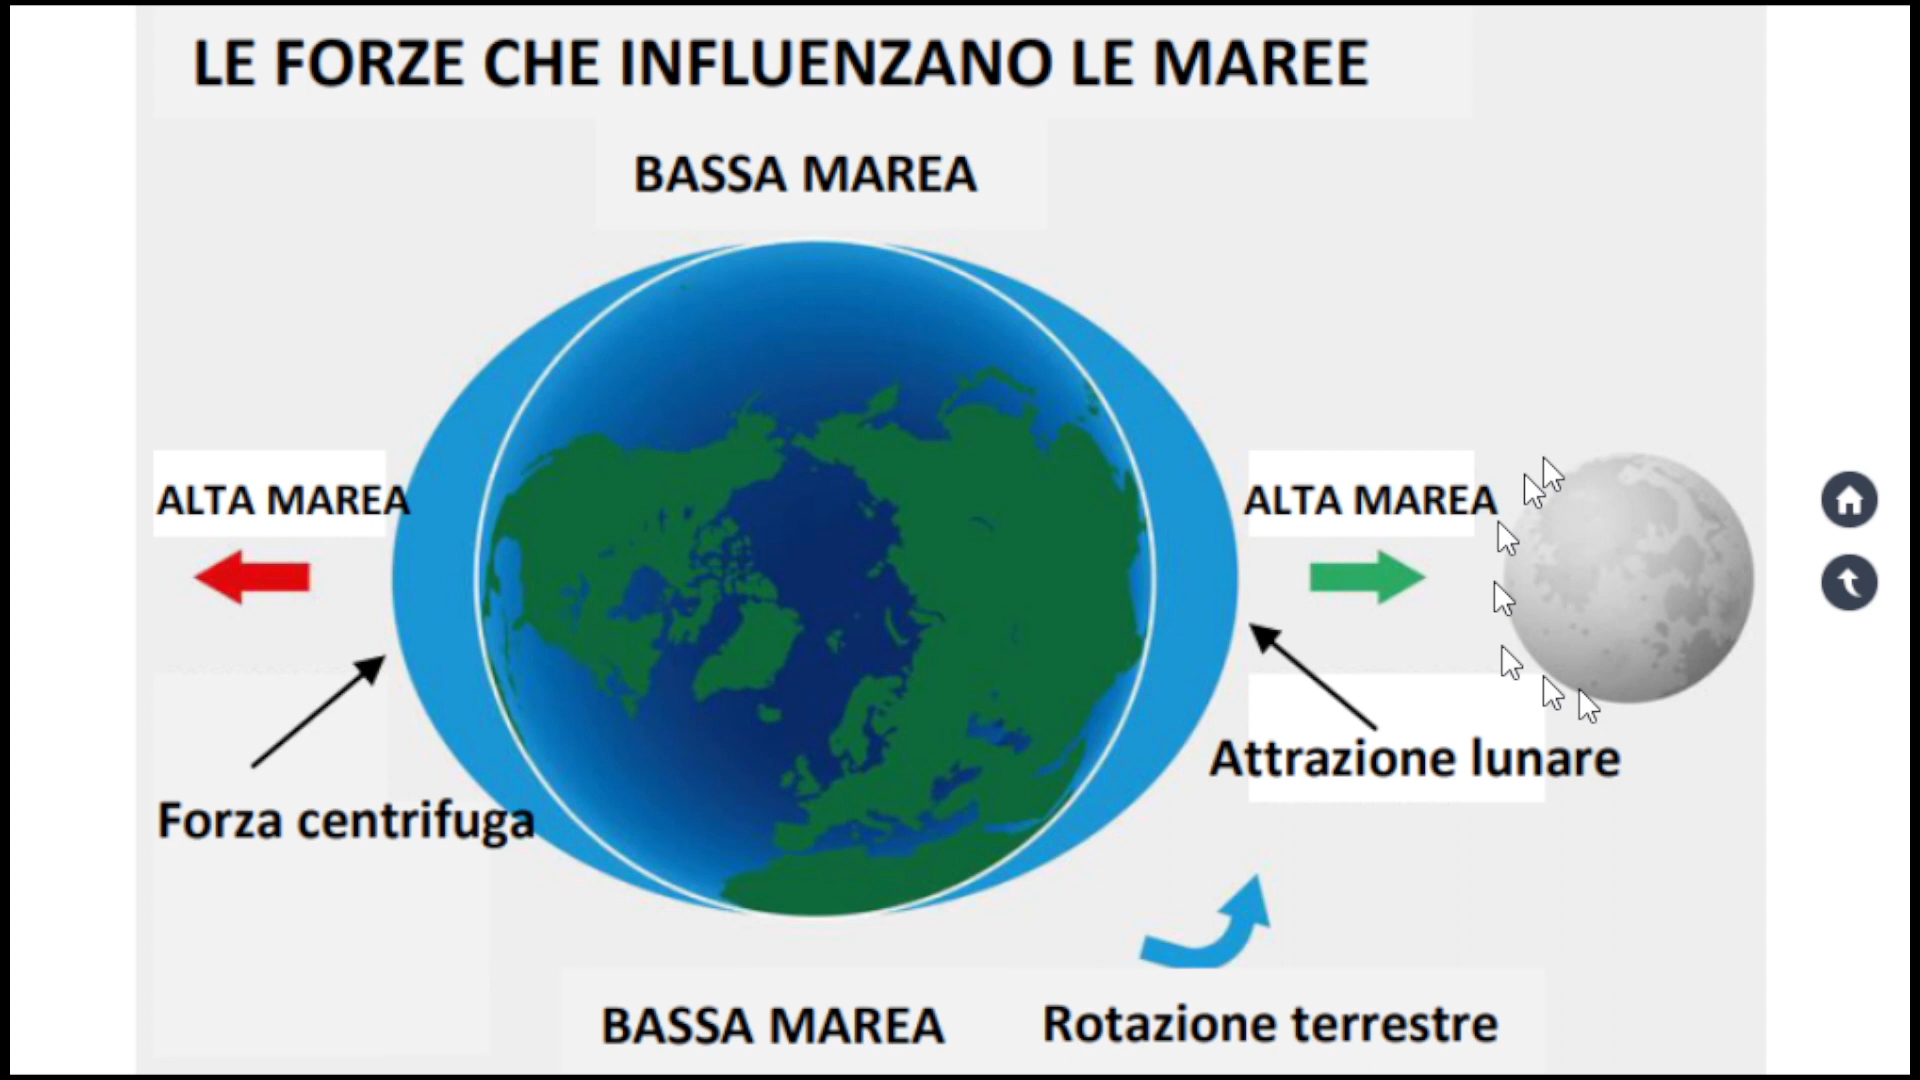 LE FORZE CHE INFLUENZANO LE MAREE
BASSA MAREA
ALTA MAREA
ALTA MAREA
Attrazione lunare
Forza centrifuga
BASSA MAREA
Rotazione terrestre